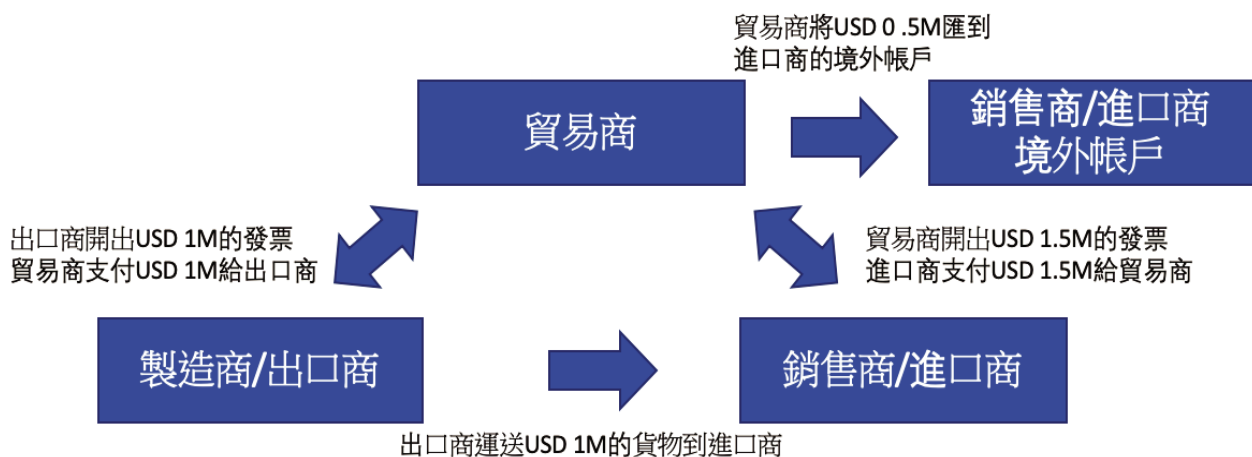 貿易商將USD 0 .5M匯到
進口商的境外帳戶
貿易商
銷售商/進口商
境外帳戶
出口商開出USD 1M的發票
貿易商支付USD 1M給出口商
貿易商開出USD 1.5M的發票
進口商支付USD 1.5M給貿易商
製造商/出口商
銷售商/進口商
出口商運送USD 1M的貨物到進口商